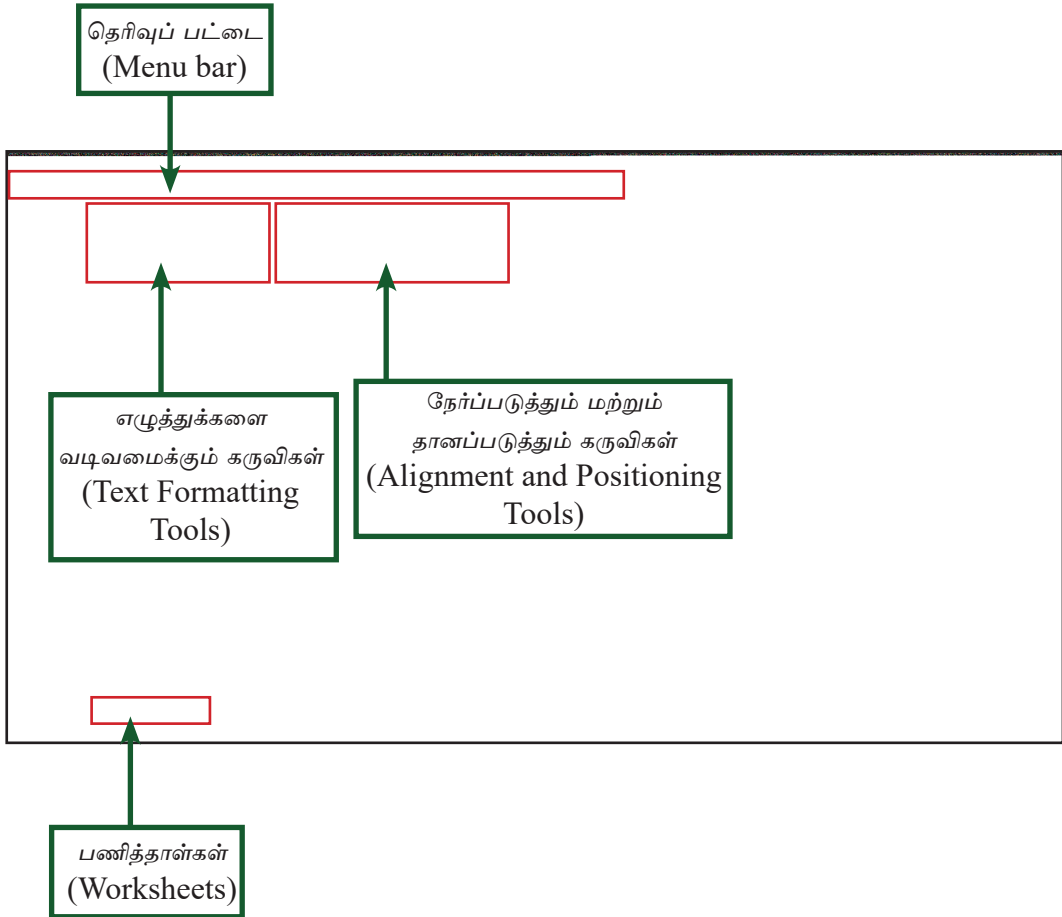 தெரிவுப் பட்டை
(Menu bar)
எழுத்துக்களை
வடிவமைக்கும் கருவிகள்
(Text Formatting
Tools)
நேர்ப்படுத்தும் மற்றும்
தானப்படுத்தும் கருவிகள்
(Alignment and Positioning
Tools)
பணித்தாள்கள்
(Worksheets)